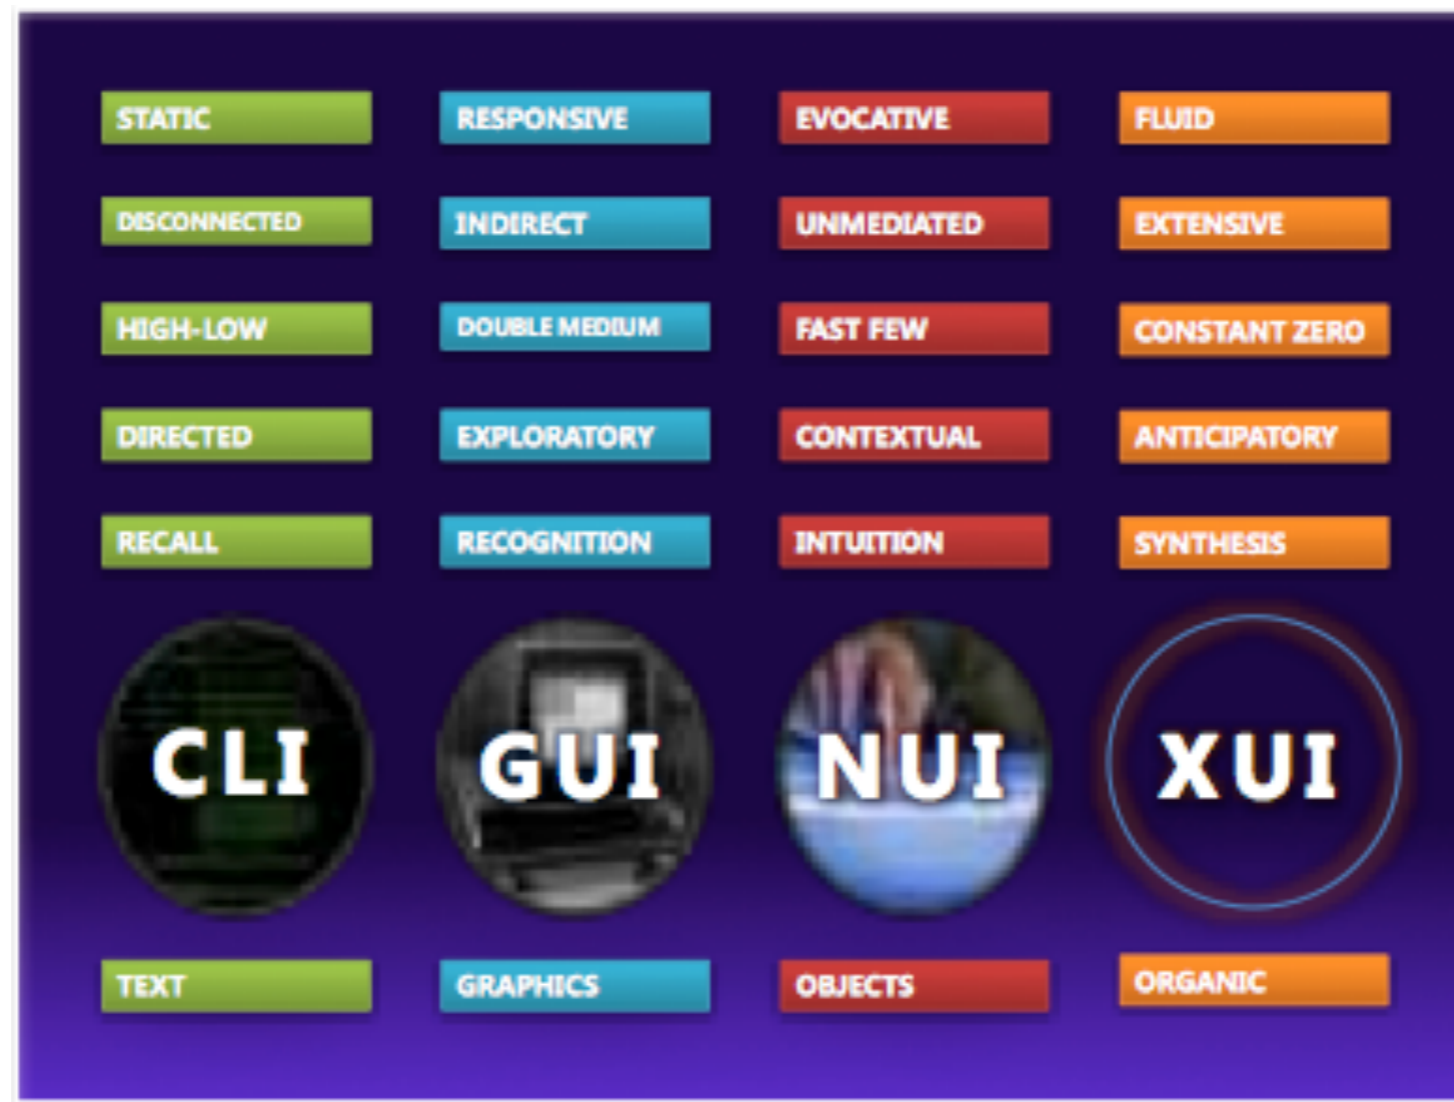 STATIC
RESPONSIVE
EVOCATIVE
FLUID
DISCONNECTED
INDIRECT
UNMEDIATED
EXTENSIVE
HIGH-LOW
DOUBLE MEDIUM
FAST FEW
CONSTANT ZERO
DIRECTED
EXPLORATORY
CONTEXTUAL
ANTICIPATORY
RECALL
RECOGNITION
INTUITION
SYNTHESIS
CLI
GUI
NUI
XUI
TEXT
GRAPHICS
OBJECTS
ORGANIC